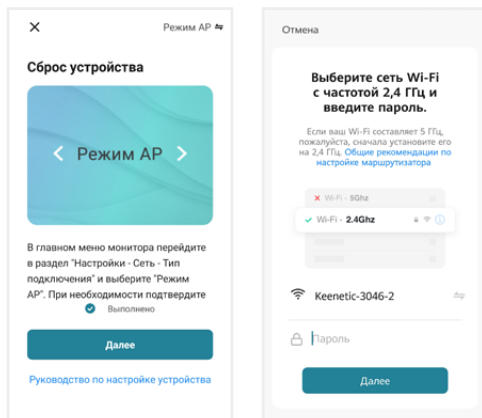 Режим AP
Сброс устройства
Режим AP
В главном меню монитора перейдите
в раздел "Настройки - Сеть - Тип
подключения" и выберите "Режим
AP". При необходимости подтвердите
Выполнено
Далее
Руководство по настройке устройства
Отмена
Выберите сеть Wi-Fi
с частотой 2,4 ГГц и
введите пароль.
Если ваш Wi-Fi составляет 5 ГГц,
пожалуйста, сначала установите его
на 2,4 ГГц. Общие рекомендации по
настройке маршрутизатора
Wi-Fi - 5Ghz
Wi-Fi - 2.4Ghz
Keenetic-3046-2
Пароль
Далее